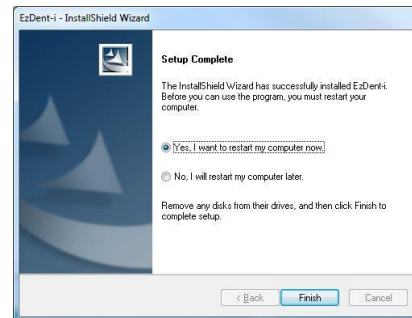 EzDent-i - InstallShield Wizard
Setup Complete
The InstallShield Wizard has successfully installed EzDent-i.
Before you can use the program, you must restart your
computer.
Yes, I want to restart my computer now.
No, I will restart my computer later.
Remove any disks from their drives, and then click Finish to
complete setup.
< Back
Finish
Cancel